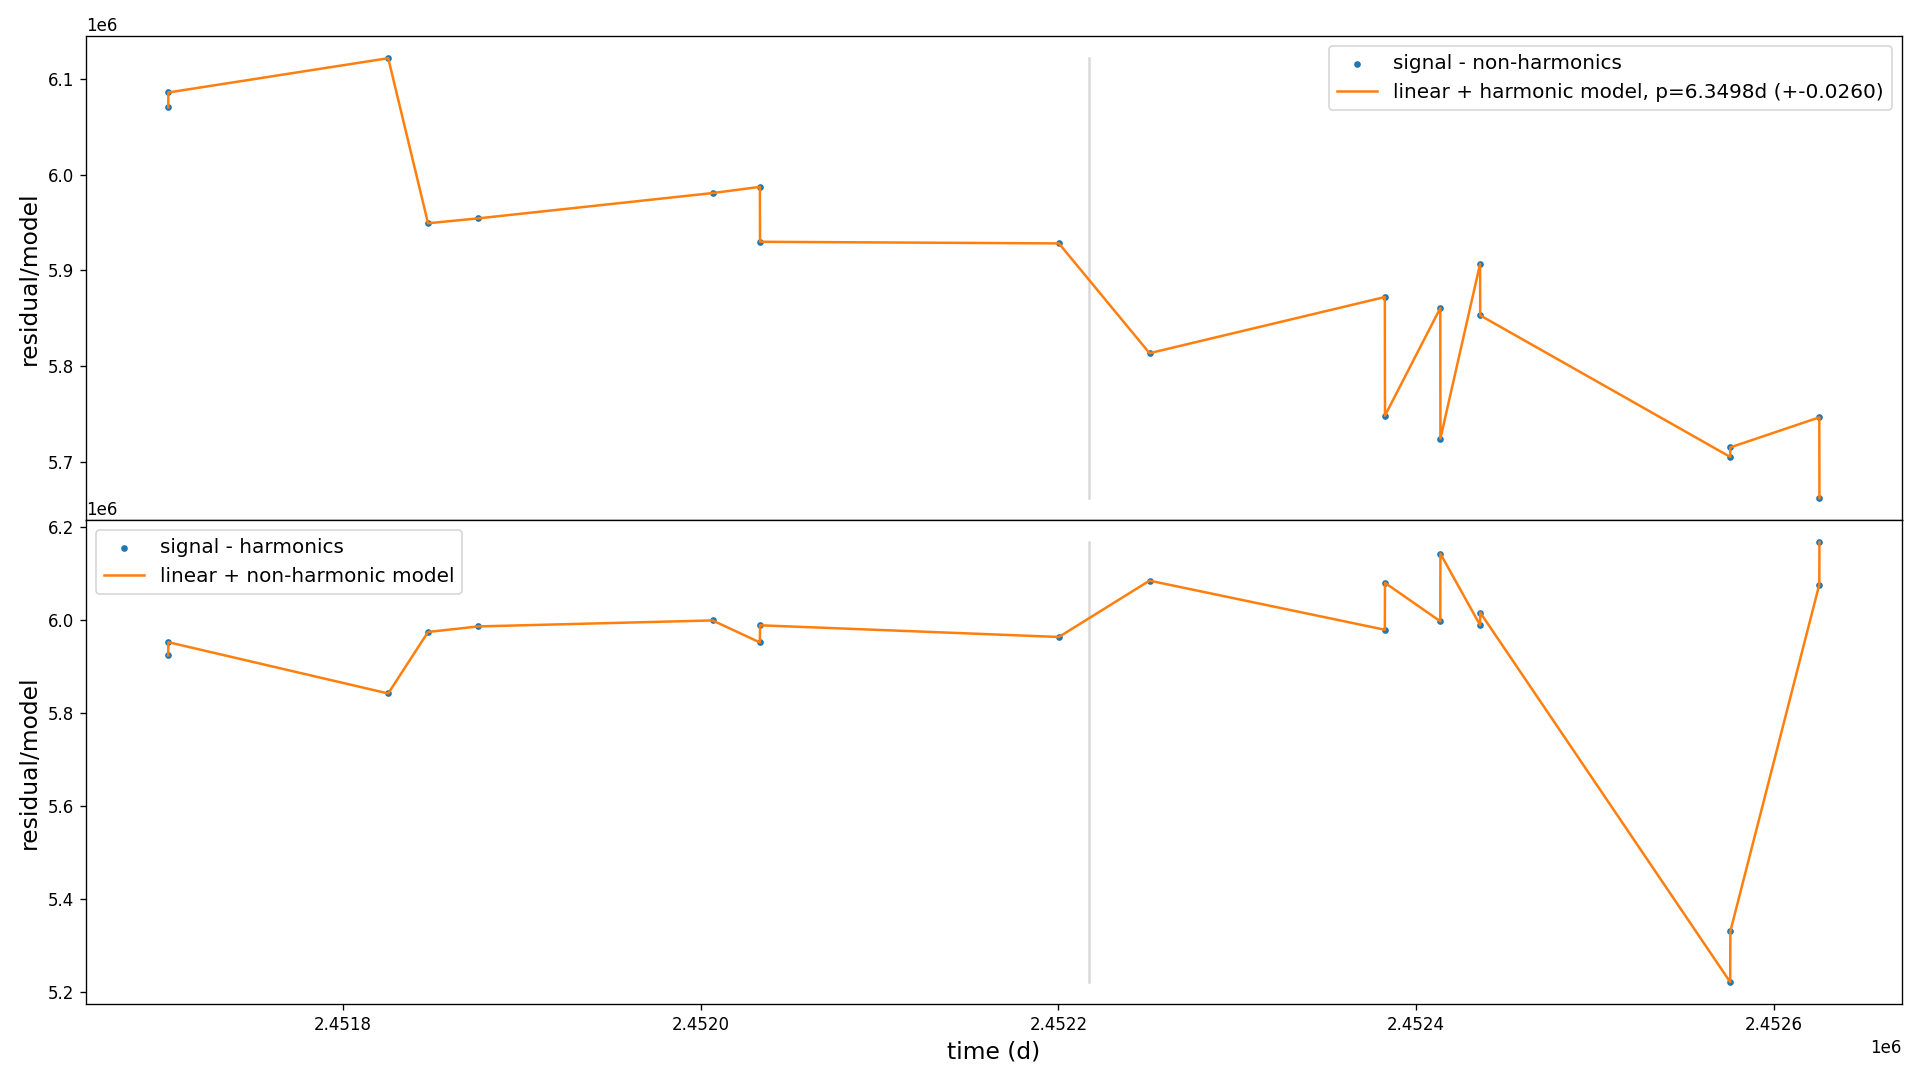 1e6
signal - non-harmonics
linear + harmonic model, p=6.3498d (+-0.0260)
6.1
6.0
5.9
5.8
5.7
residual/model
1e6
signal - harmonics
linear + non-harmonic model
6.2
6.0
5.8
5.6
5.4
5.2
residual/model
2.4518
2.4520
2.4522
2.4524
2.4526
time (d)
1e6